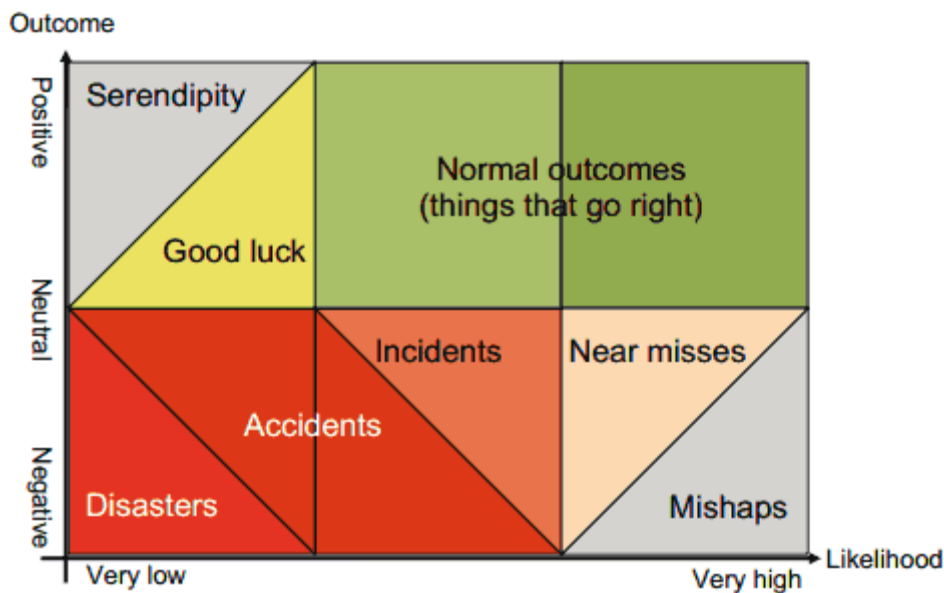 Outcome
Positive
Neutral
Negative
Serendipity
Good luck
Normal outcomes
(things that go right)
Incidents
Near misses
Accidents
Disasters
Mishaps
Very low
Very high
Likelihood